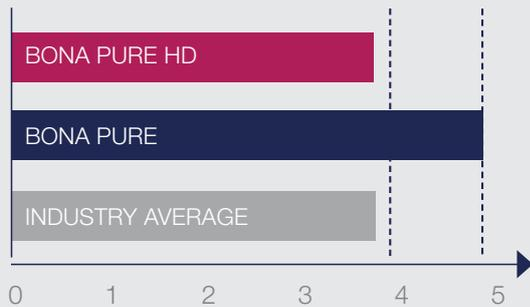 BONA PURE HD
BONA PURE
INDUSTRY AVERAGE
0 1 2 3 4 5